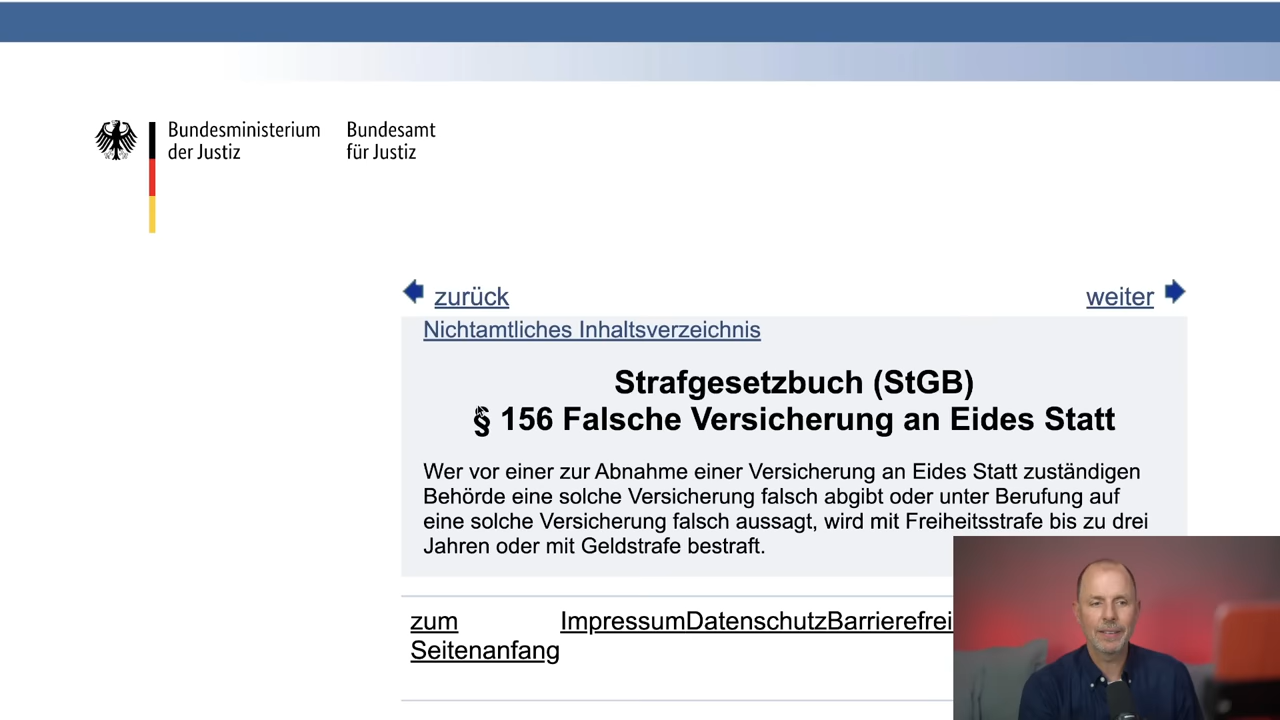 Bundesministerium
der Justiz
Bundesamt
für Justiz
zurück
weiter
Nichtamtliches Inhaltsverzeichnis
Strafgesetzbuch (StGB)
§ 156 Falsche Versicherung an Eides Statt
Wer vor einer zur Abnahme einer Versicherung an Eides Statt zuständigen
Behörde eine solche Versicherung falsch abgibt oder unter Berufung auf
eine solche Versicherung falsch aussagt, wird mit Freiheitsstrafe bis zu drei
Jahren oder mit Geldstrafe bestraft.
zum
Seitenanfang
ImpressumDatenschutzBarrierefrei